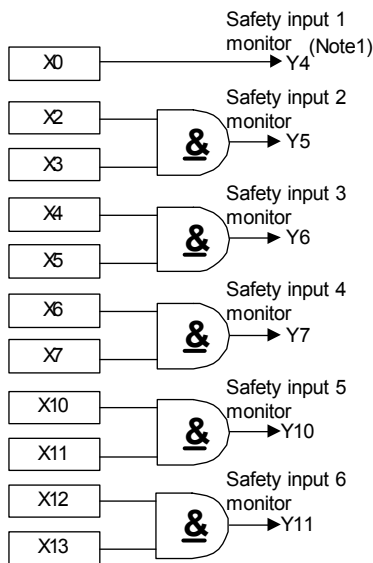 Safety input 1
monitor (Note1)
X0
Y4
Safety input 2
monitor
X2
X3
&
Y5
Safety input 3
monitor
X4
X5
&
Y6
Safety input 4
monitor
X6
X7
&
Y7
Safety input 5
monitor
X10
X11
&
Y10
Safety input 6
monitor
X12
X13
&
Y11